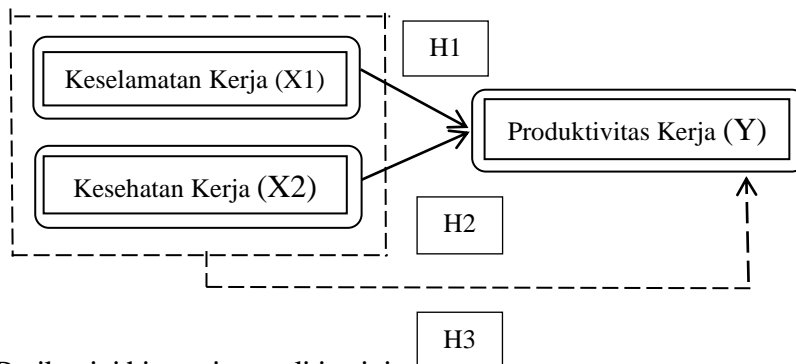 H1
Keselamatan Kerja (X1)
Produktivitas Kerja (Y)
Kesehatan Kerja (X2)
H2
H3